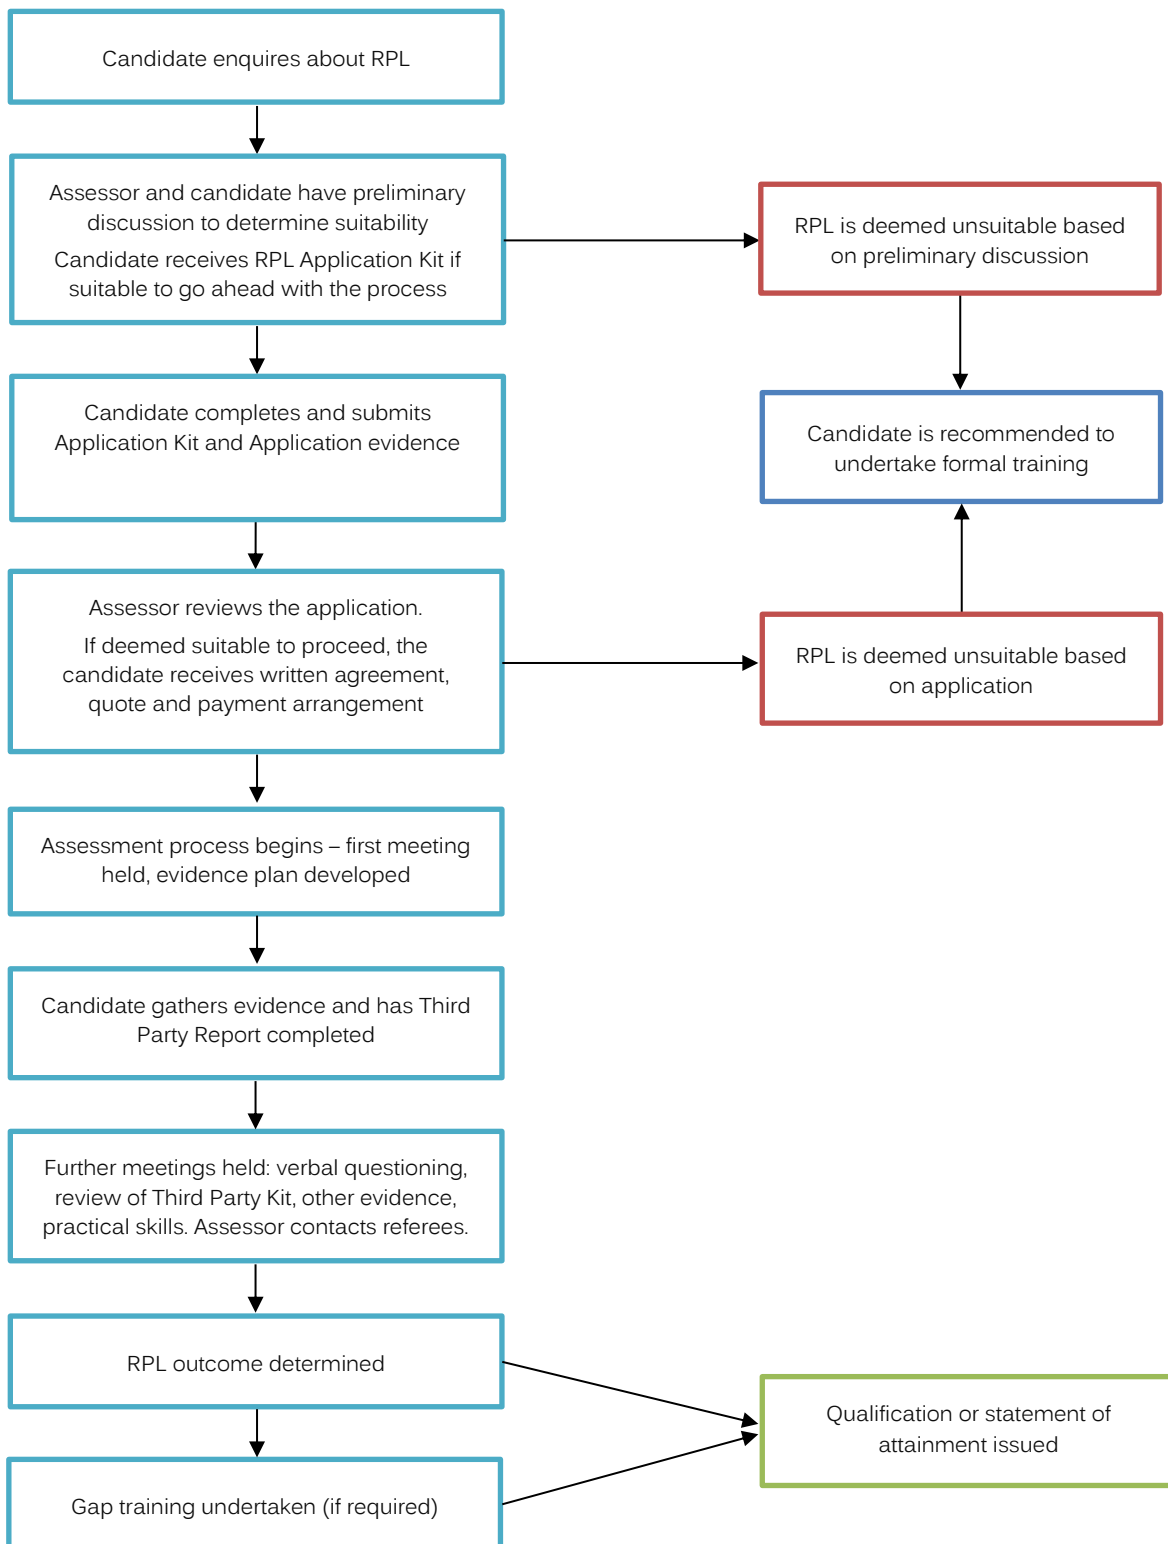 Candidate enquires about RPL
Assessor and candidate have preliminary
discussion to determine suitability
Candidate receives RPL Application Kit if
suitable to go ahead with the process
RPL is deemed unsuitable based
on preliminary discussion
Candidate completes and submits
Application Kit and Application evidence
Candidate is recommended to
undertake formal training
Assessor reviews the application.
If deemed suitable to proceed, the
candidate receives written agreement,
quote and payment arrangement
RPL is deemed unsuitable based
on application
Assessment process begins – first meeting
held, evidence plan developed
Candidate gathers evidence and has Third
Party Report completed
Further meetings held: verbal questioning,
review of Third Party Kit, other evidence,
practical skills. Assessor contacts referees.
RPL outcome determined
Qualification or statement of
attainment issued
Gap training undertaken (if required)